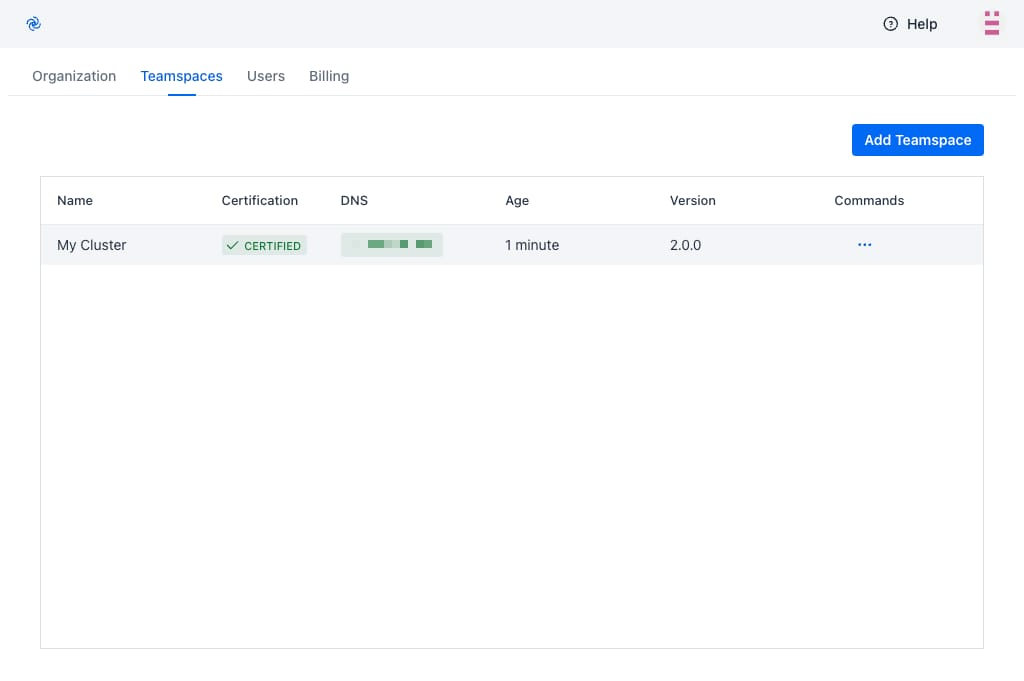 Help
Organization Teamspaces Users Billing
Add Teamspace
Name Certification DNS Age Version Commands
My Cluster CERTIFIED 1 minute 2.0.0 ...